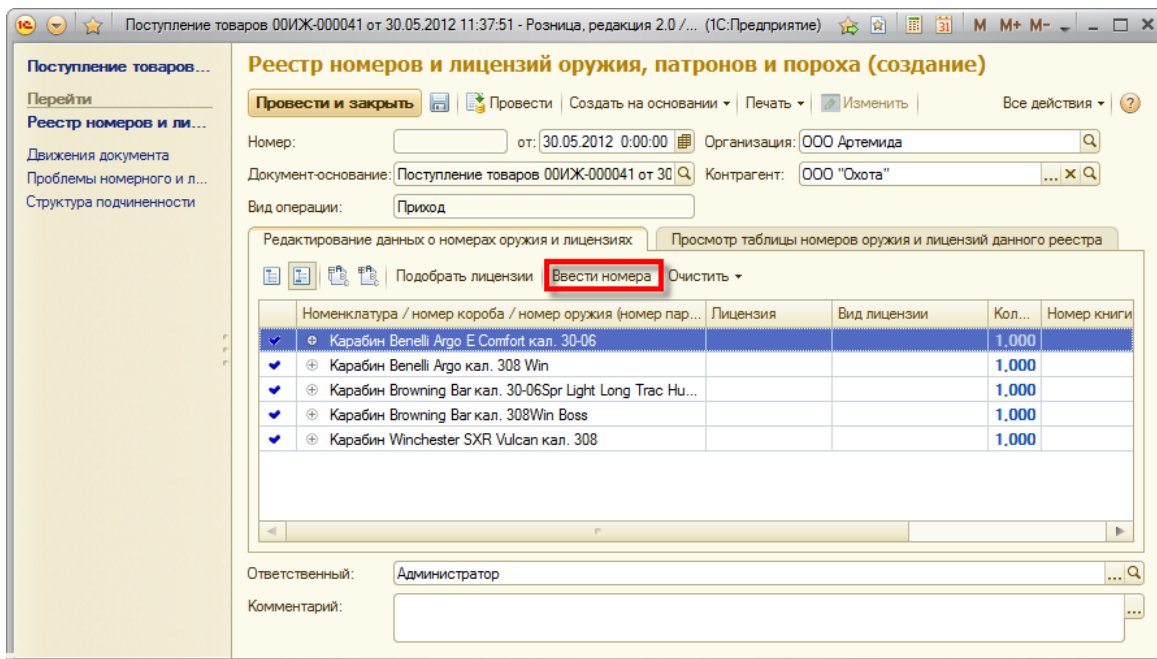 Поступление товаров 00ИЖ-000041 от 30.05.2012 11:37:51 - Розница, редакция 2.0 /... (1С:Предприятие) 31 M M+ M-
Поступление товаров...
Перейти
Реестр номеров и ли...
Движения документа
Проблемы номерного и л...
Структура подчиненности
Реестр номеров и лицензий оружия, патронов и пороха (создание)
Провести и закрыть Провести Создать на основании Печать Изменить Все действия ?
Номер: от: 30.05.2012 0:00:00 Организация: ООО Артемида
Документ-основание: Поступление товаров 00ИЖ-000041 от 30 Контрагент: ООО "Охота" ...
Вид операции: Приход
Редактирование данных о номерах оружия и лицензиях Просмотр таблицы номеров оружия и лицензий данного реестра
Подобрать лицензии Ввести номера Очистить
Номенклатура / номер короба / номер оружия (номер пар... Лицензия Вид лицензии Кол... Номер книги
Карабин Benelli Argo E Comfort кал. 30-06 1,000
Карабин Benelli Argo кал. 308 Win 1,000
Карабин Browning Bar кал. 30-06Spr Light Long Trac Hu... 1,000
Карабин Browning Bar кал. 308Win Boss 1,000
Карабин Winchester SXR Vulcan кал. 308 1,000
Ответственный: Администратор ...
Комментарий: ...